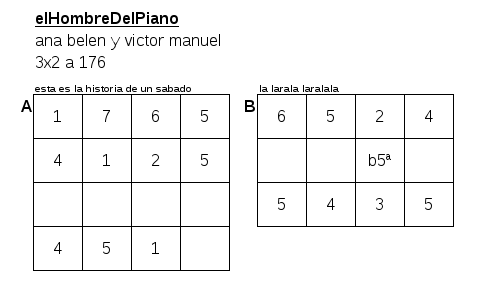 elHombreDelPiano
ana belen y victor manuel
3x2 a 176
esta es la historia de un sabado
A
1 7 6 5
4 1 2 5
4 5 1
la larala laralala
B
6 5 2 4
b5ª
5 4 3 5